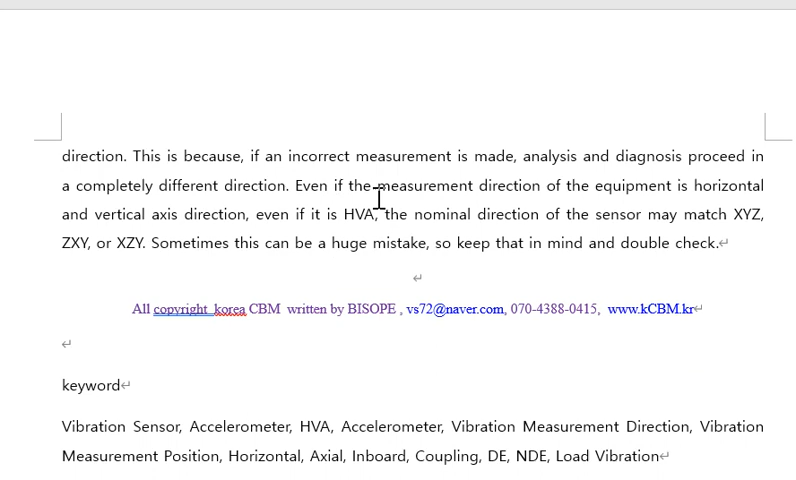 direction. This is because, if an incorrect measurement is made, analysis and diagnosis proceed in
a completely different direction. Even if the measurement direction of the equipment is horizontal
and vertical axis direction, even if it is HVA, the nominal direction of the sensor may match XYZ,
ZXY, or XZY. Sometimes this can be a huge mistake, so keep that in mind and double check.
All copyright korea CBM written by BISOPE , vs72@naver.com, 070-4388-0415, www.kCBM.kr
keyword
Vibration Sensor, Accelerometer, HVA, Accelerometer, Vibration Measurement Direction, Vibration
Measurement Position, Horizontal, Axial, Inboard, Coupling, DE, NDE, Load Vibration